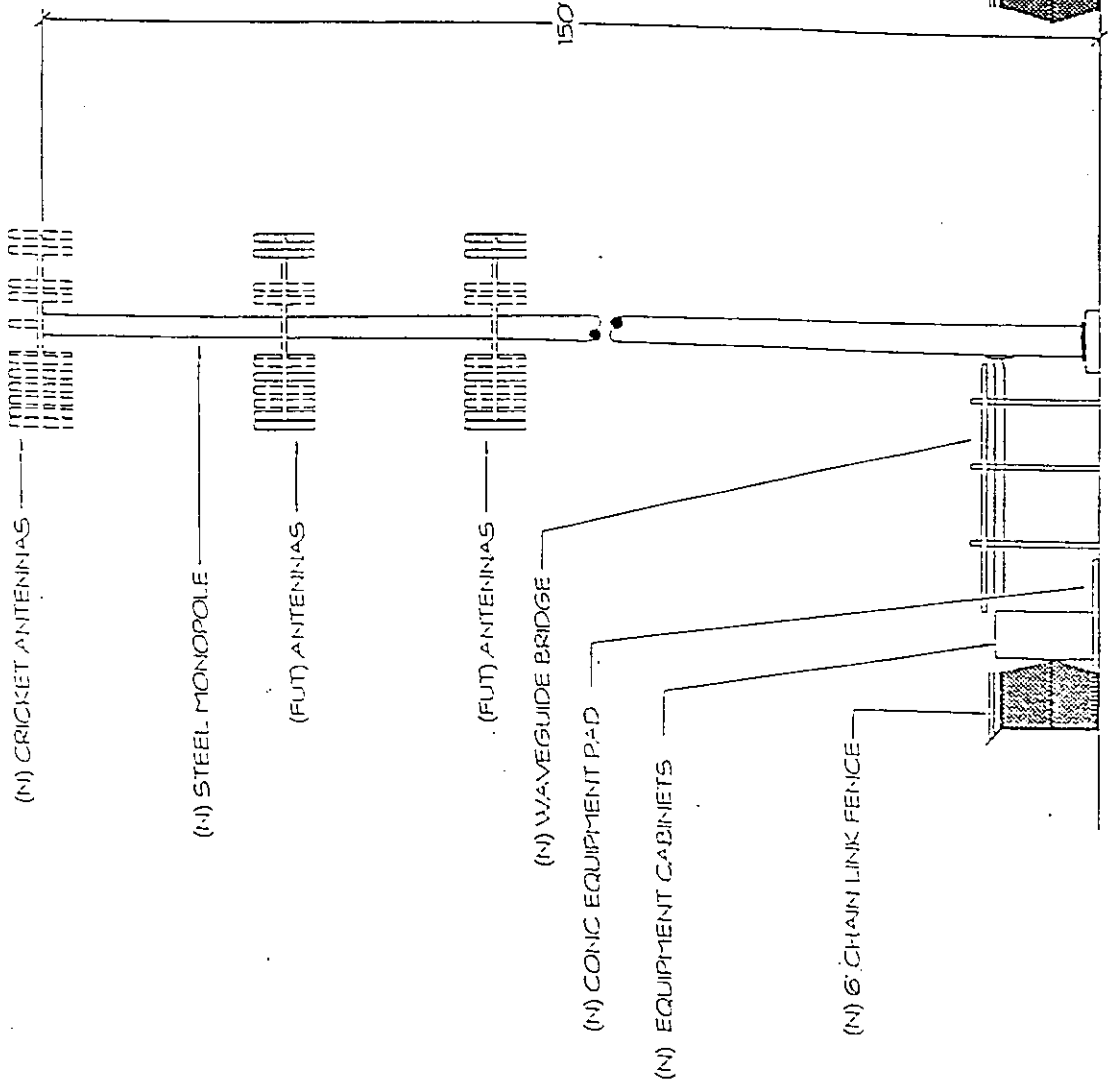 (N) CRICKET ANTENNAS
(N) STEEL MONOPOLE
(FUT) ANTENNAS
(FUT) ANTENNAS
(N) WAVEGUIDE BRIDGE
(N) CONC EQUIPMENT PAD
(N) EQUIPMENT CABINETS
(N) 6' CHAIN LINK FENCE
150'